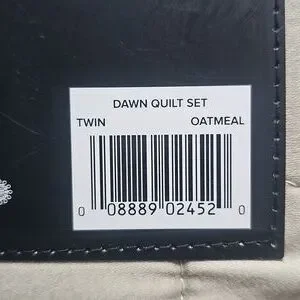 DAWN QUILT SET
TWIN OATMEAL
0 08889 02452 0